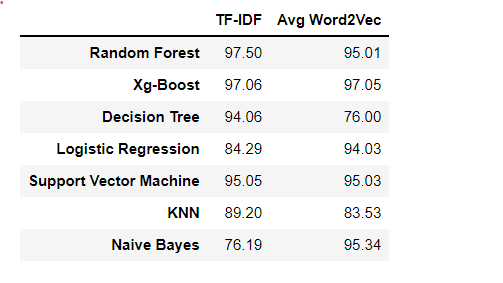 TF-IDF Avg Word2Vec
Random Forest 97.50 95.01
Xg-Boost 97.06 97.05
Decision Tree 94.06 76.00
Logistic Regression 84.29 94.03
Support Vector Machine 95.05 95.03
KNN 89.20 83.53
Naive Bayes 76.19 95.34